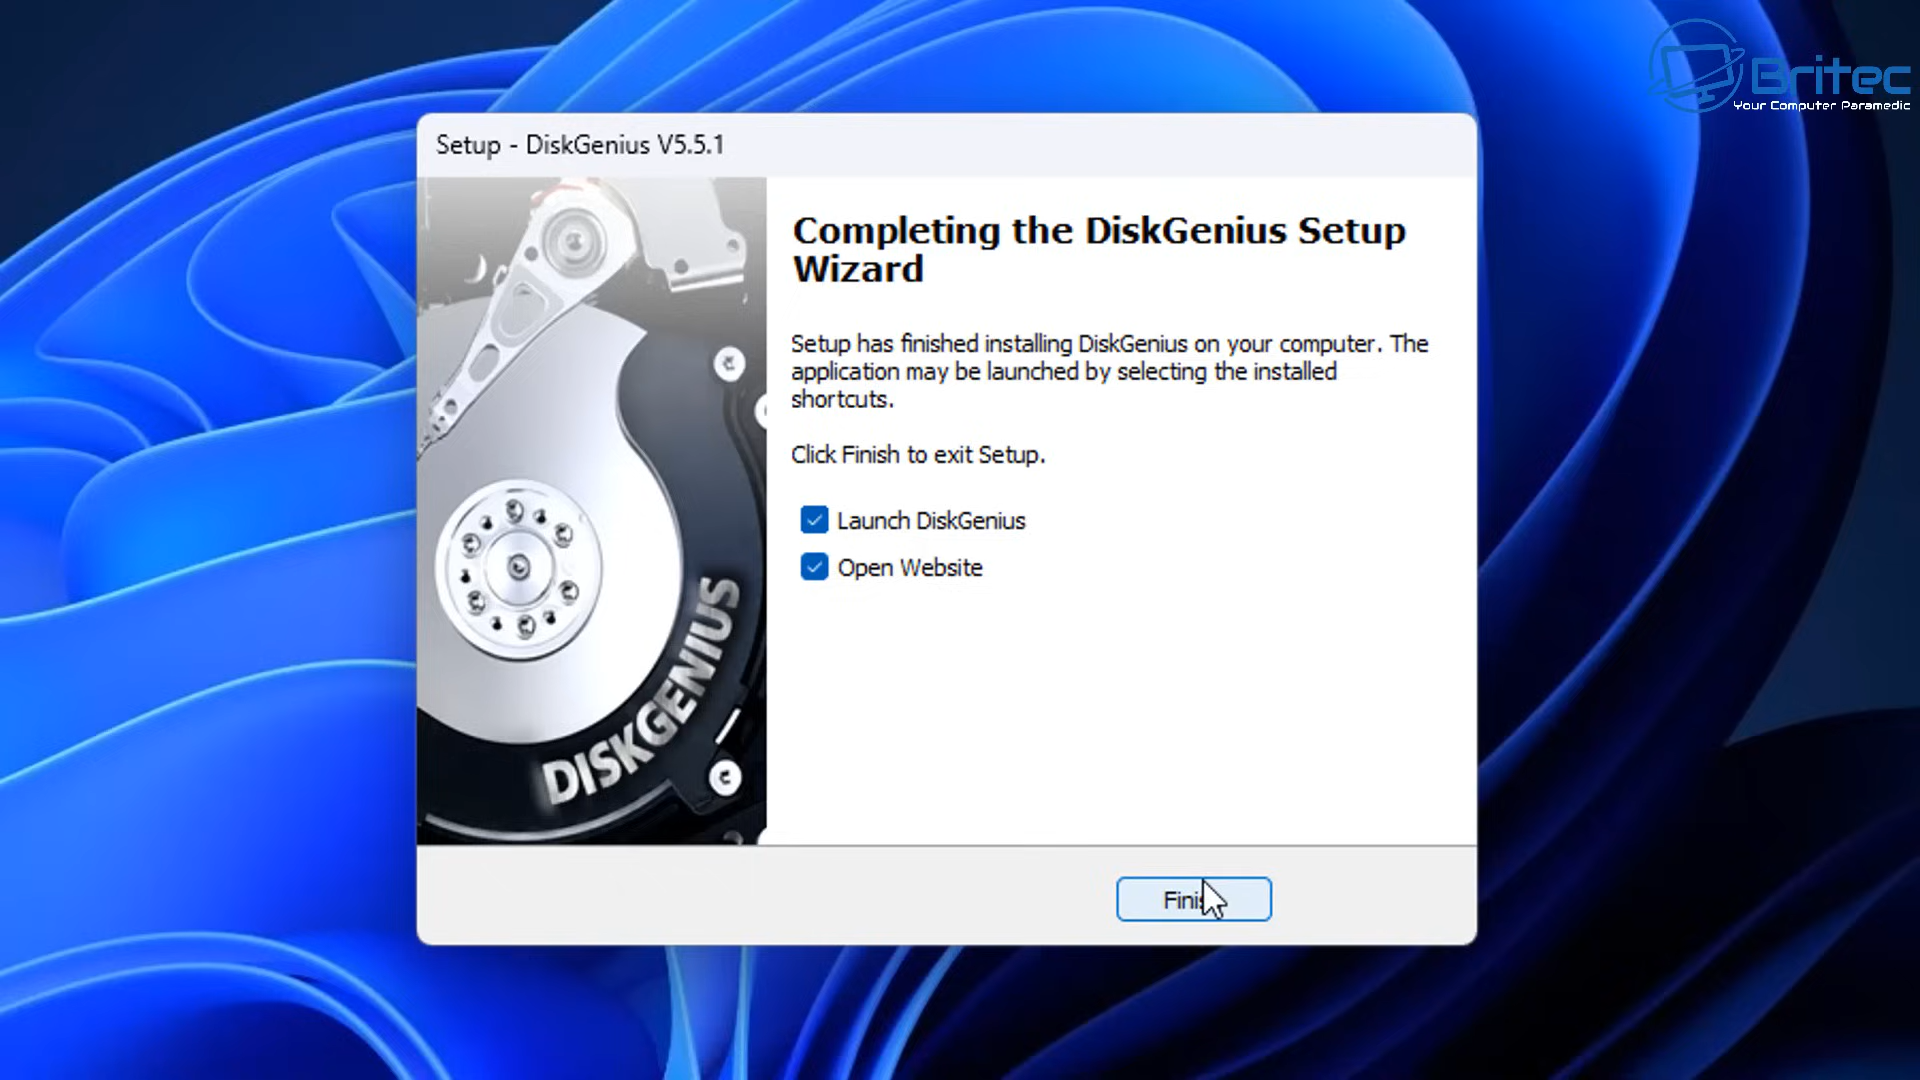 Britec
Your Computer Paramedic
Setup - DiskGenius V5.5.1
Completing the DiskGenius Setup
Wizard
Setup has finished installing DiskGenius on your computer. The
application may be launched by selecting the installed
shortcuts.
Click Finish to exit Setup.
Launch DiskGenius
Open Website
DISKGENIUS